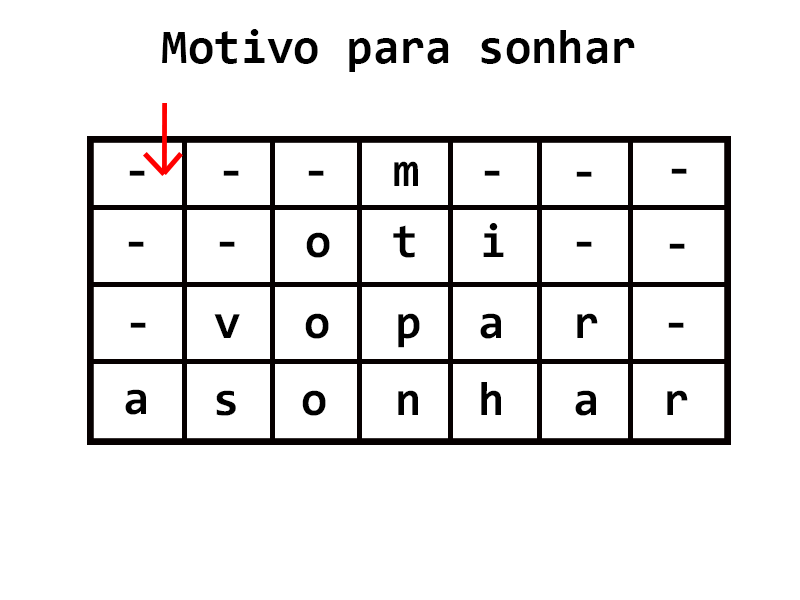 Motivo para sonhar
- - - m - - -
- - o t i - -
- v o p a r -
a s o n h a r